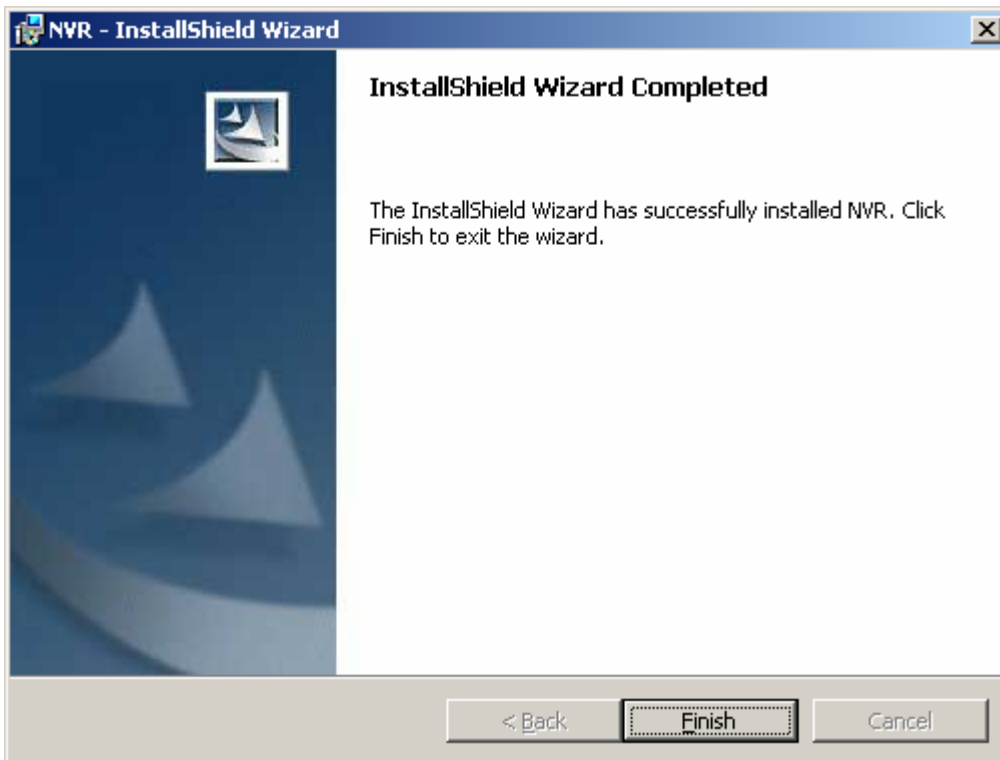 NVR - InstallShield Wizard
InstallShield Wizard Completed
The InstallShield Wizard has successfully installed NVR. Click
Finish to exit the wizard.
< Back
Finish
Cancel